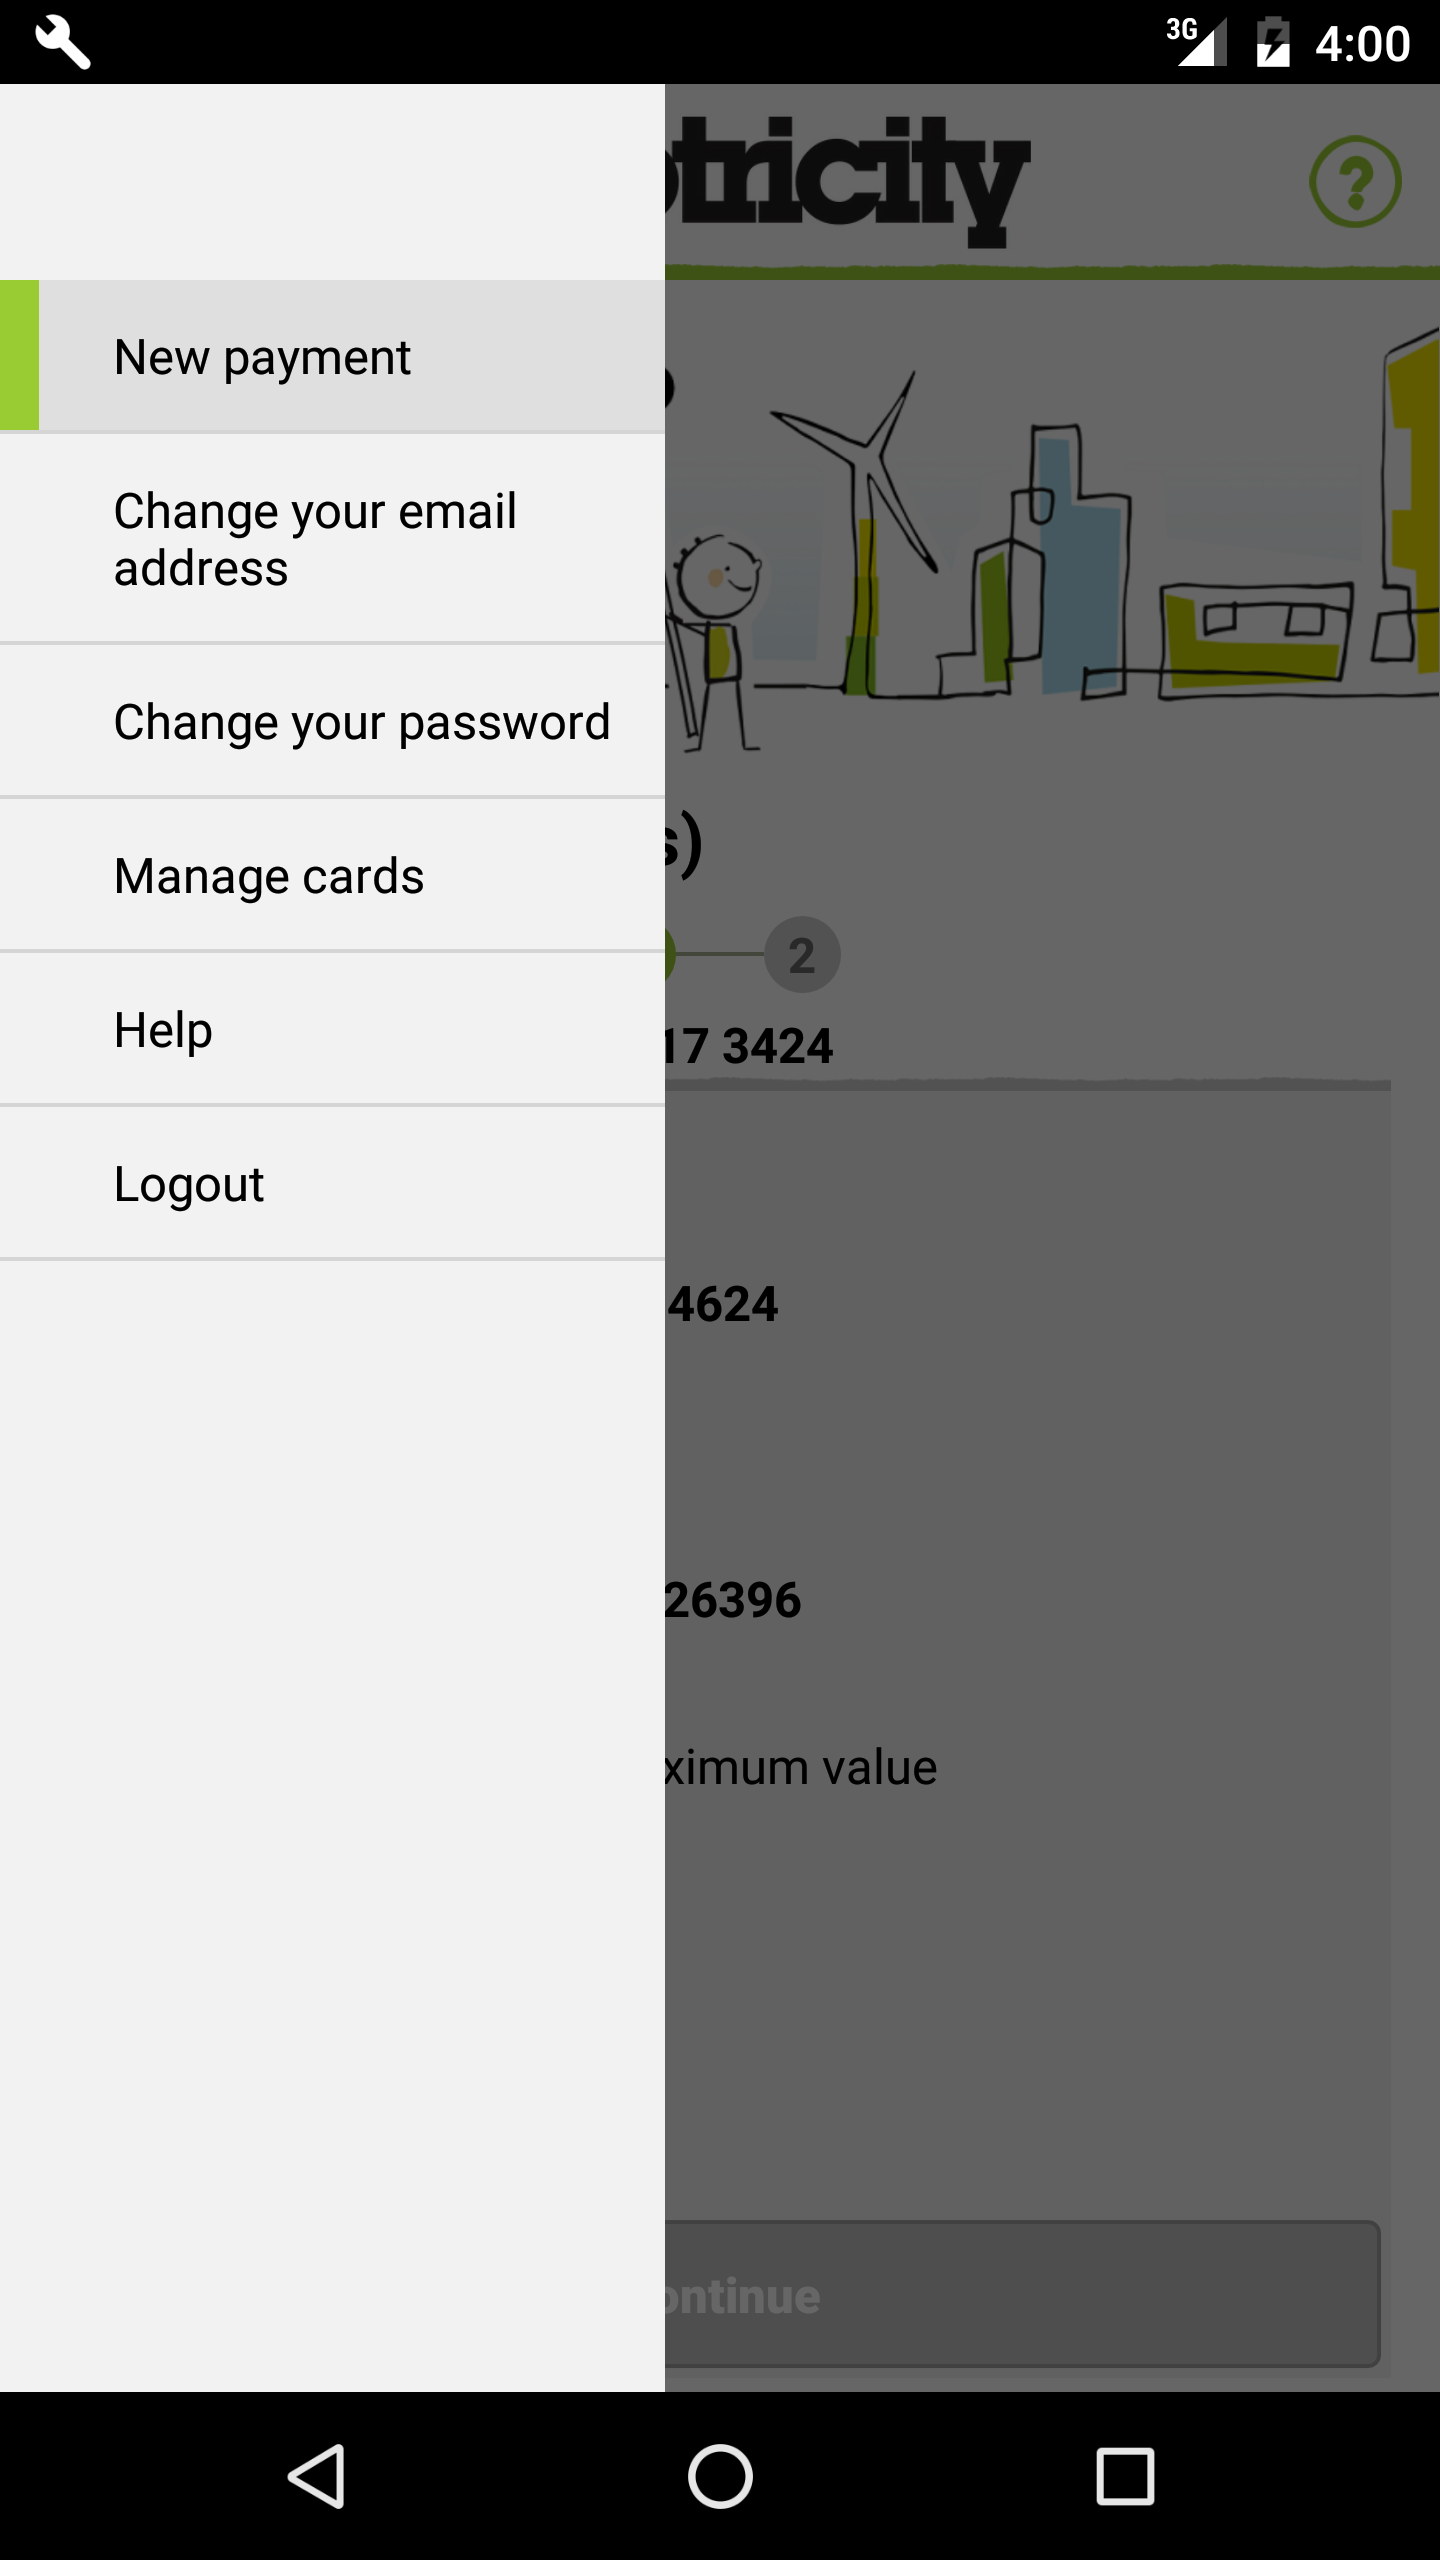 3G 4:00
tricity
?
New payment
Change your email
address
Change your password
s)
Manage cards
2
Help
17 3424
Logout
4624
26396
ximum value
ontinue